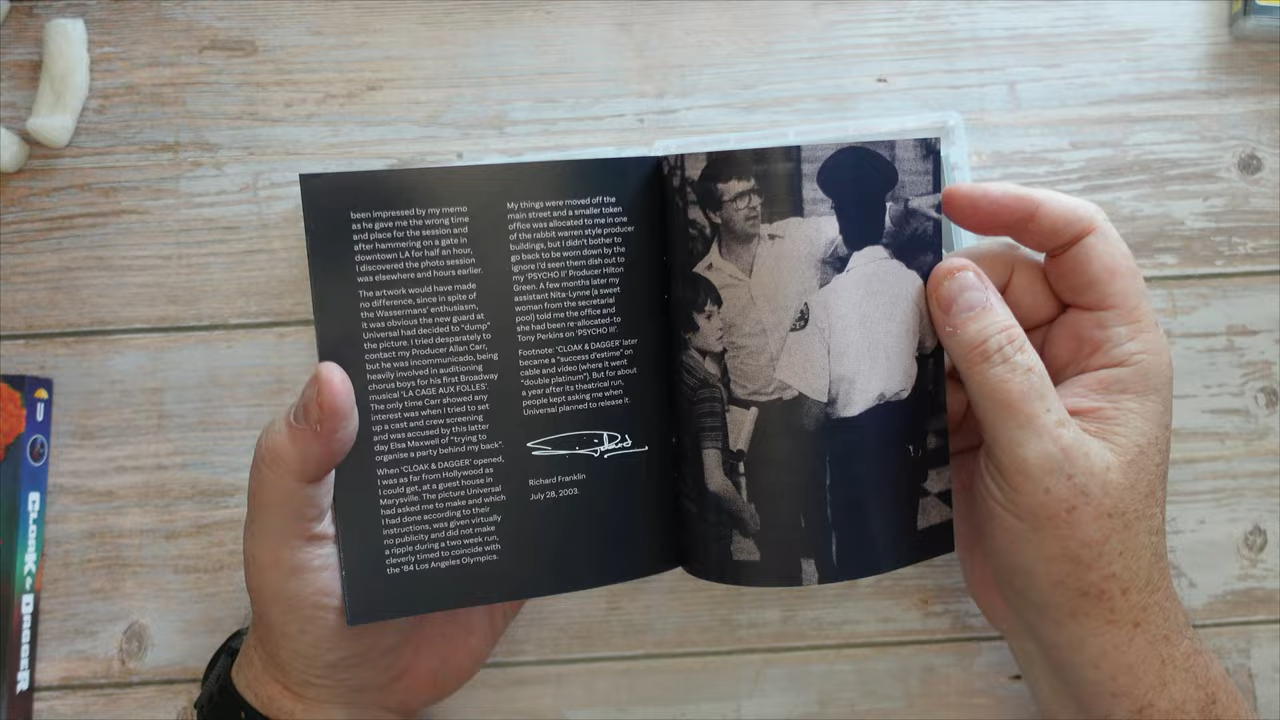 been impressed by my memo
as he gave me the wrong time
and place for the session and
after hammering on a gate in
downtown LA for half an hour,
I discovered the photo session
was elsewhere and hours earlier.
The artwork would have made
no difference, since in spite of
the Wassermans' enthusiasm,
it was obvious the new guard at
Universal had decided to "dump"
the picture. I tried desparately to
contact my Producer Allan Carr,
but he was incommunicado, being
heavily involved in auditioning
chorus boys for his first Broadway
musical 'LA CAGE AUX FOLLES'.
The only time Carr showed any
interest was when I tried to set
up a cast and crew screening
and was accused by this latter
day Elsa Maxwell of "trying to
organise a party behind my back".
When 'CLOAK & DAGGER' opened,
I was as far from Hollywood as
I could get, at a guest house in
Marysville. The picture Universal
had asked me to make and which
I had done according to their
instructions, was given virtually
no publicity and did not make
a ripple during a two week run,
cleverly timed to coincide with
the '84 Los Angeles Olympics.
My things were moved off the
main street and a smaller token
office was allocated to me in one
of the rabbit warren style producer
buildings, but I didn't bother to
go back to be worn down by the
ignore I'd seen them dish out to
my 'PSYCHO II' Producer Hilton
Green. A few months later my
assistant Nita-Lynne (a sweet
woman from the secretarial
pool) told me the office and
she had been re-allocated-to
Tony Perkins on 'PSYCHO III'.
Footnote: 'CLOAK & DAGGER' later
became a "success d'estime" on
cable and video (where it went
"double platinum"). But for about
a year after its theatrical run,
people kept asking me when
Universal planned to release it.
Richard Franklin
July 28, 2003.
CLOAK & DAGGER